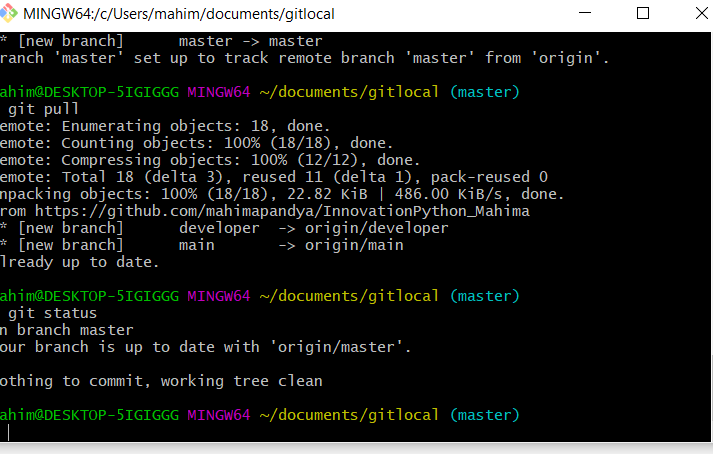 MINGW64:/c/Users/mahim/documents/gitlocal
* [new branch]      master -> master
ranch 'master' set up to track remote branch 'master' from 'origin'.
ahim@DESKTOP-5IGIGGG MINGW64 ~/documents/gitlocal (master)
git pull
emote: Enumerating objects: 18, done.
emote: Counting objects: 100% (18/18), done.
emote: Compressing objects: 100% (12/12), done.
emote: Total 18 (delta 3), reused 11 (delta 1), pack-reused 0
npacking objects: 100% (18/18), 22.82 KiB | 486.00 KiB/s, done.
rom https://github.com/mahimapandya/InnovationPython_Mahima
* [new branch]      developer  -> origin/developer
* [new branch]      main       -> origin/main
lready up to date.
ahim@DESKTOP-5IGIGGG MINGW64 ~/documents/gitlocal (master)
git status
n branch master
our branch is up to date with 'origin/master'.
othing to commit, working tree clean
ahim@DESKTOP-5IGIGGG MINGW64 ~/documents/gitlocal (master)